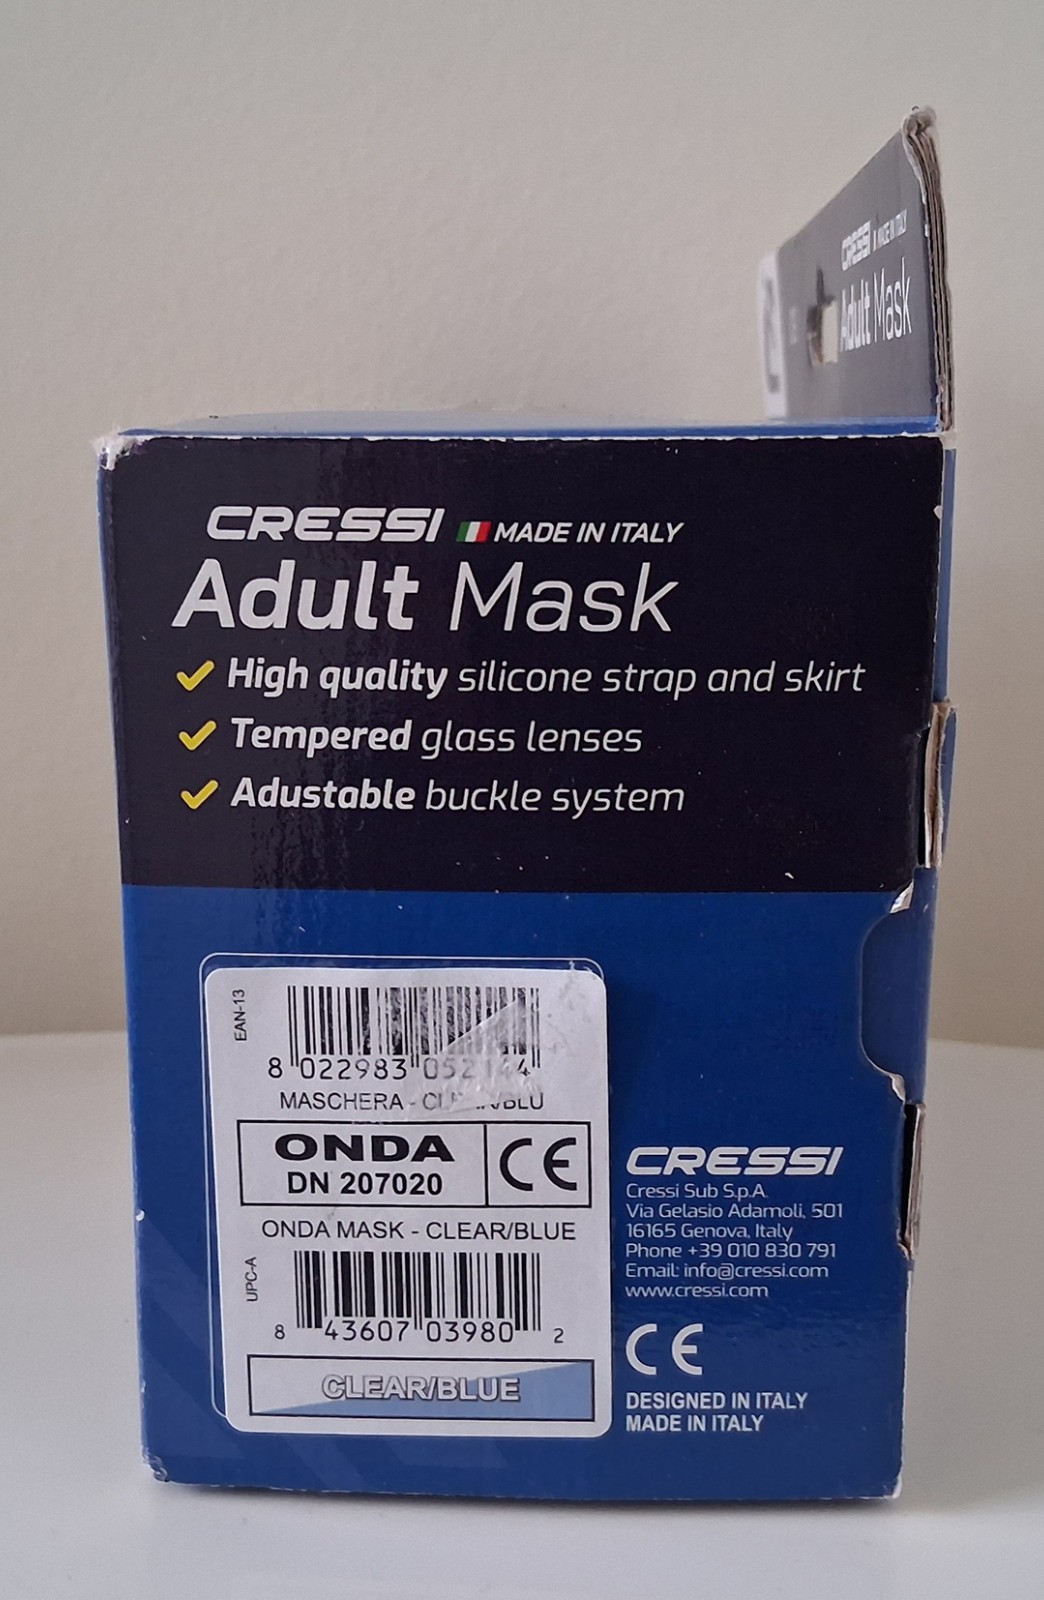 CRESSI MADE IN ITALY
Adult Mask
CRESSI MADE IN ITALY
Adult Mask
High quality silicone strap and skirt
Tempered glass lenses
Adustable buckle system
EAN-13
8 022983
MASCHERA -
ONDA
DN 207020
CE
ONDA MASK - CLEAR/BLUE
UPC-A
8 43607 03980 2
CLEAR/BLUE
CRESSI
Cressi Sub S.p.A.
Via Gelasio Adamoli, 501
16165 Genova, Italy
Phone +39 010 830 791
Email: info@cressi.com
www.cressi.com
CE
DESIGNED IN ITALY
MADE IN ITALY